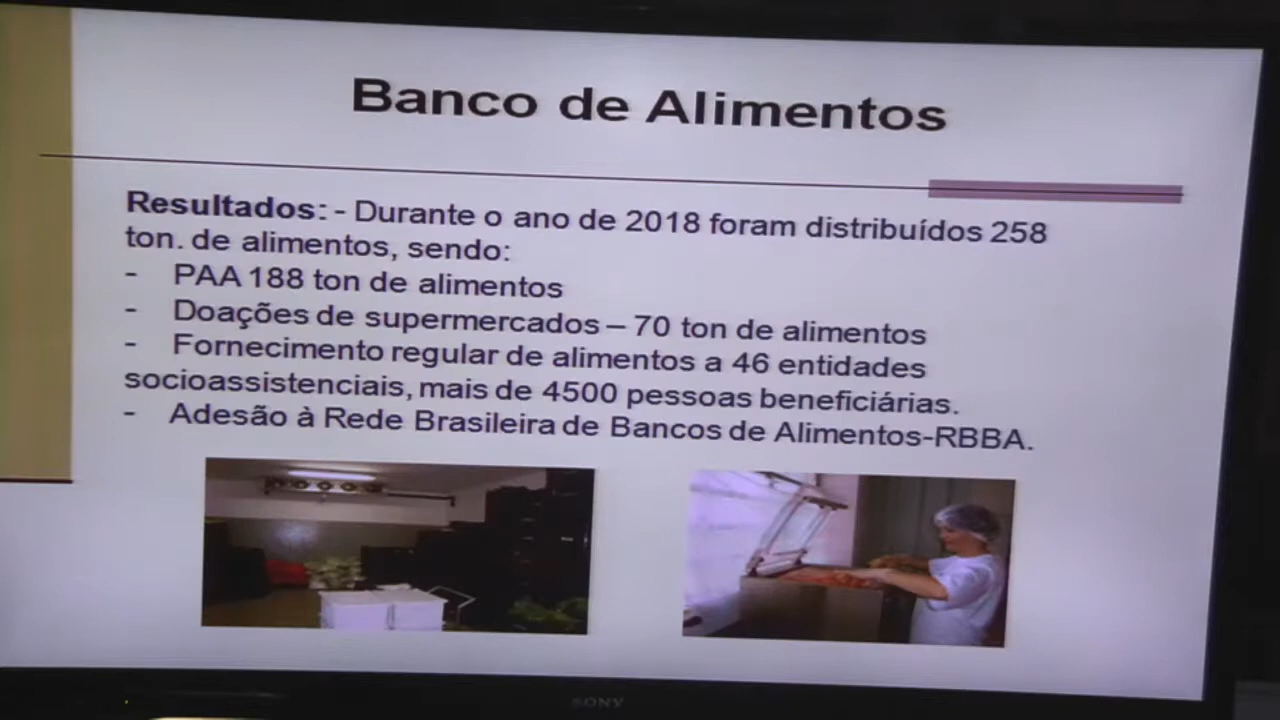 Banco de Alimentos
Resultados: - Durante o ano de 2018 foram distribuídos 258
ton. de alimentos, sendo:
- PAA 188 ton de alimentos
- Doações de supermercados – 70 ton de alimentos
- Fornecimento regular de alimentos a 46 entidades
socioassistenciais, mais de 4500 pessoas beneficiárias.
- Adesão à Rede Brasileira de Bancos de Alimentos-RBBA.
SONY